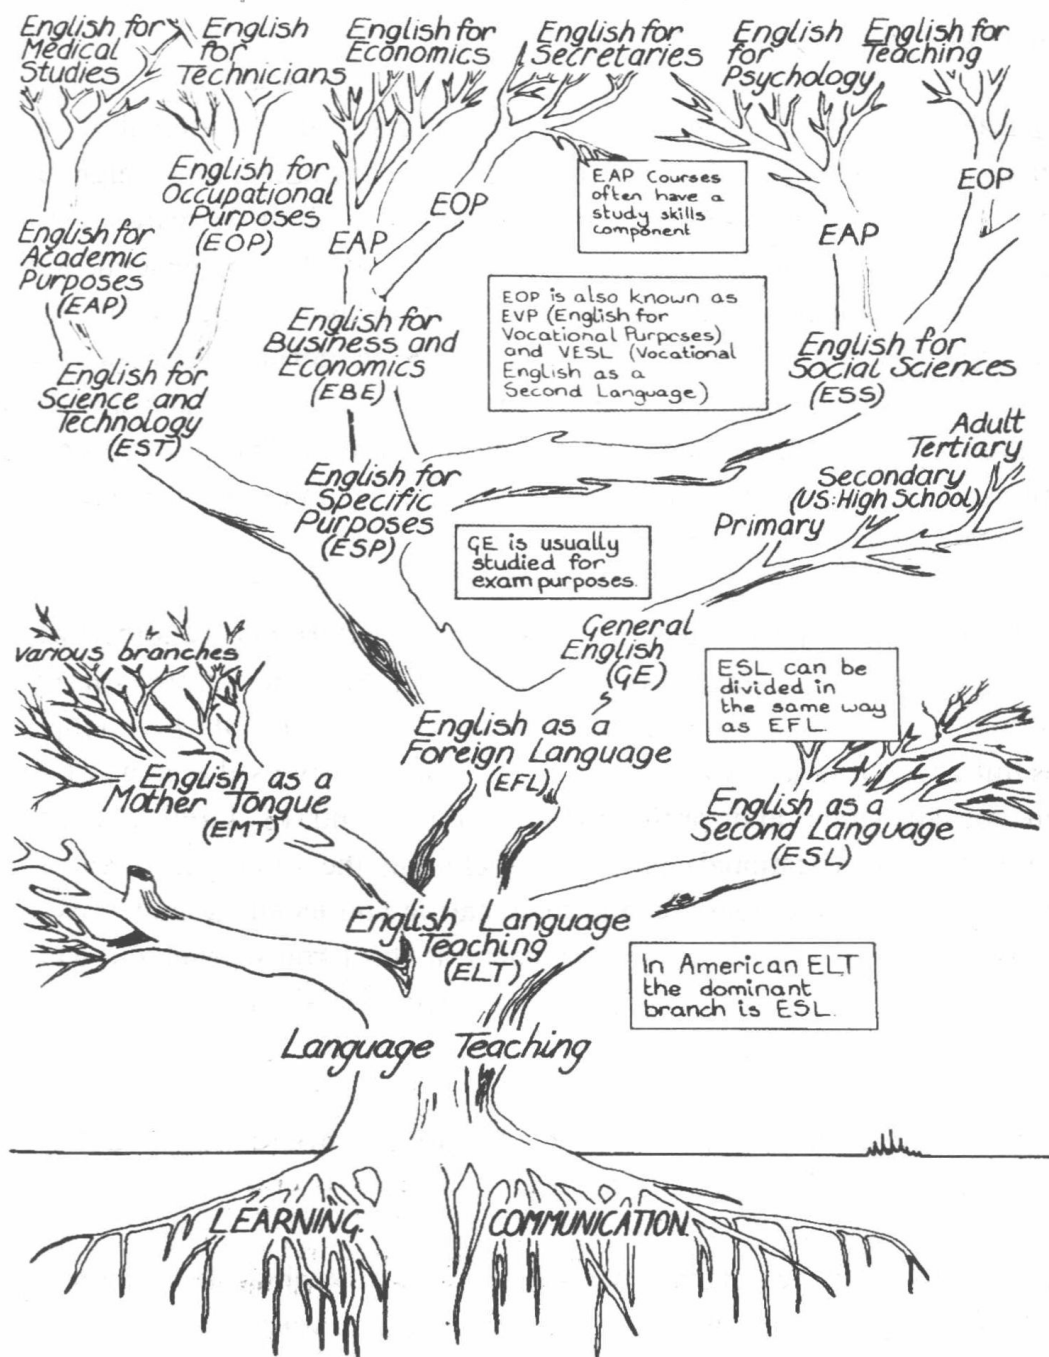 English for
Medical
Studies
English
for
Technicians
English for
Economics
English for
Secretaries
English
for
Psychology
English for
Teaching
English for
Academic
Purposes
(EAP)
English for
Occupational
Purposes
(EOP)
EAP
EOP
EAP Courses
often have a
study skills
component
EAP
EOP
English for
Science and
Technology
(EST)
English for
Business and
Economics
(EBE)
EOP is also known as
EVP (English for
Vocational Purposes)
and VESL (Vocational
English as a
Second Language)
English for
Social Sciences
(ESS)
English for
Specific
Purposes
(ESP)
GE is usually
studied for
exam purposes.
Primary
Secondary
(US: High School)
Adult
Tertiary
General
English
(GE)
various branches
English as a
Mother Tongue
(EMT)
English as a
Foreign Language
(EFL)
ESL can be
divided in
the same way
as EFL.
English as a
Second Language
(ESL)
English Language
Teaching
(ELT)
In American ELT
the dominant
branch is ESL.
Language Teaching
LEARNING
COMMUNICATION